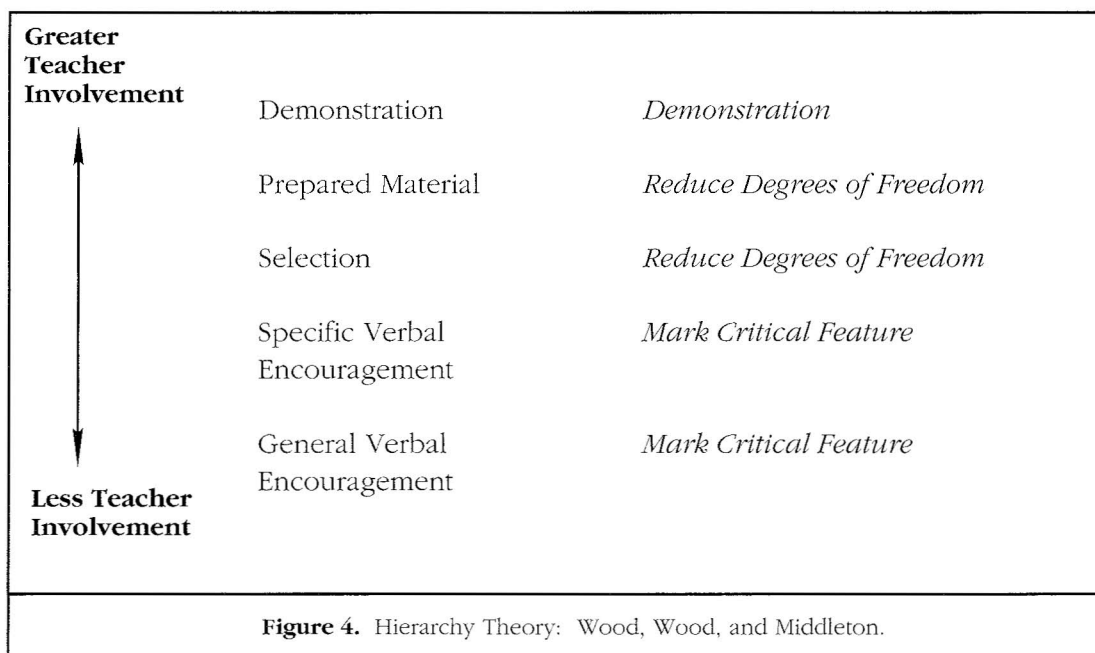 Greater
Teacher
Involvement
Demonstration Demonstration
Prepared Material Reduce Degrees of Freedom
Selection Reduce Degrees of Freedom
Specific Verbal Mark Critical Feature
Encouragement
General Verbal Mark Critical Feature
Encouragement
Less Teacher
Involvement
Figure 4. Hierarchy Theory: Wood, Wood, and Middleton.